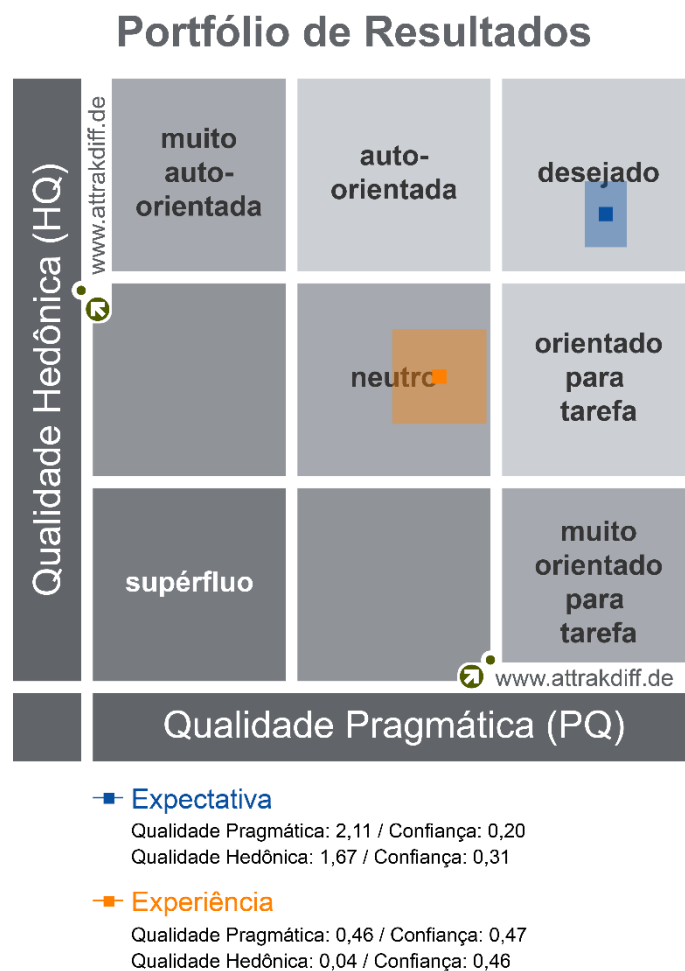 Portfólio de Resultados
Qualidade Hedônica (HQ)
www.attrakdiff.de
muito
auto-
orientada
auto-
orientada
desejado
neutro
orientado
para
tarefa
supérfluo
muito
orientado
para
tarefa
www.attrakdiff.de
Qualidade Pragmática (PQ)
Expectativa
Qualidade Pragmática: 2,11 / Confiança: 0,20
Qualidade Hedônica: 1,67 / Confiança: 0,31
Experiência
Qualidade Pragmática: 0,46 / Confiança: 0,47
Qualidade Hedônica: 0,04 / Confiança: 0,46